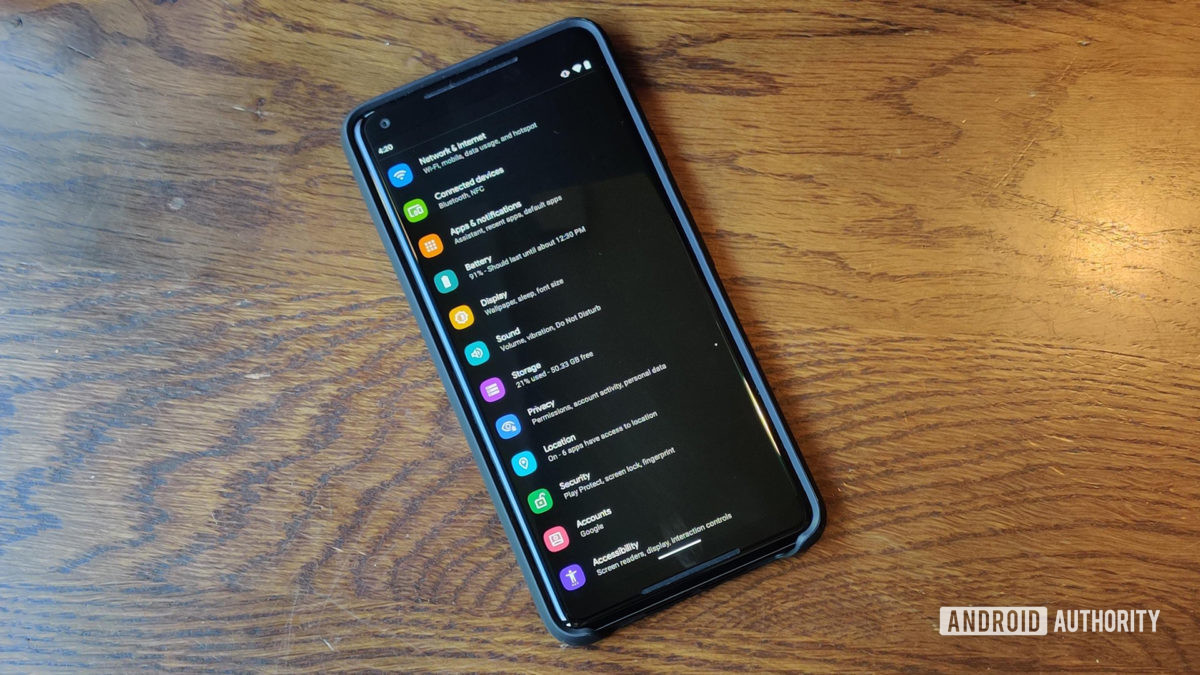 4:20
Network & internet
Wi-Fi, mobile, data usage, and hotspot
Connected devices
Bluetooth, NFC
Apps & notifications
Assistant, recent apps, default apps
Battery
91% - Should last until about 12:30 PM
Display
Wallpaper, sleep, font size
Sound
Volume, vibration, Do Not Disturb
Storage
21% used - 50.33 GB free
Privacy
Permissions, account activity, personal data
Location
On - 6 apps have access to location
Security
Play Protect, screen lock, fingerprint
Accounts
Google
Accessibility
Screen readers, display, interaction controls
ANDROID AUTHORITY